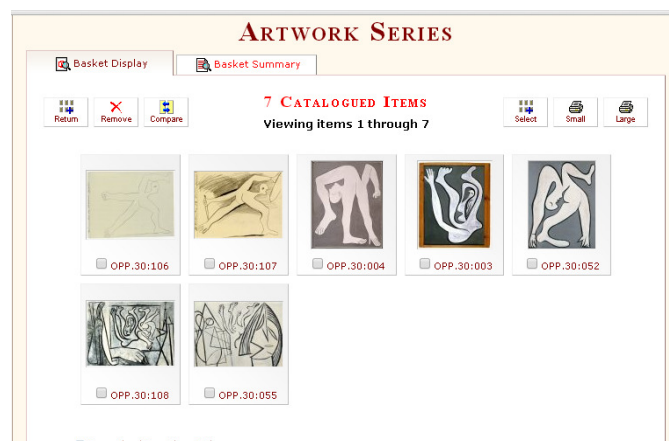 ARTWORK SERIES
Basket Display
Basket Summary
7 CATALOGUED ITEMS
Viewing items 1 through 7
Return
Remove
Compare
Select
Small
Large
OPP.30:106
OPP.30:107
OPP.30:004
OPP.30:003
OPP.30:052
OPP.30:108
OPP.30:055